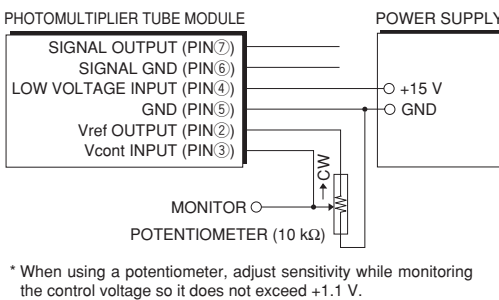 PHOTOMULTIPLIER TUBE MODULE
POWER SUPPLY
SIGNAL OUTPUT (PIN⑦)
SIGNAL GND (PIN⑥)
LOW VOLTAGE INPUT (PIN④)
GND (PIN⑤)
Vref OUTPUT (PIN②)
Vcont INPUT (PIN③)
+15 V
GND
CW
MONITOR
POTENTIOMETER (10 kΩ)
* When using a potentiometer, adjust sensitivity while monitoring
the control voltage so it does not exceed +1.1 V.